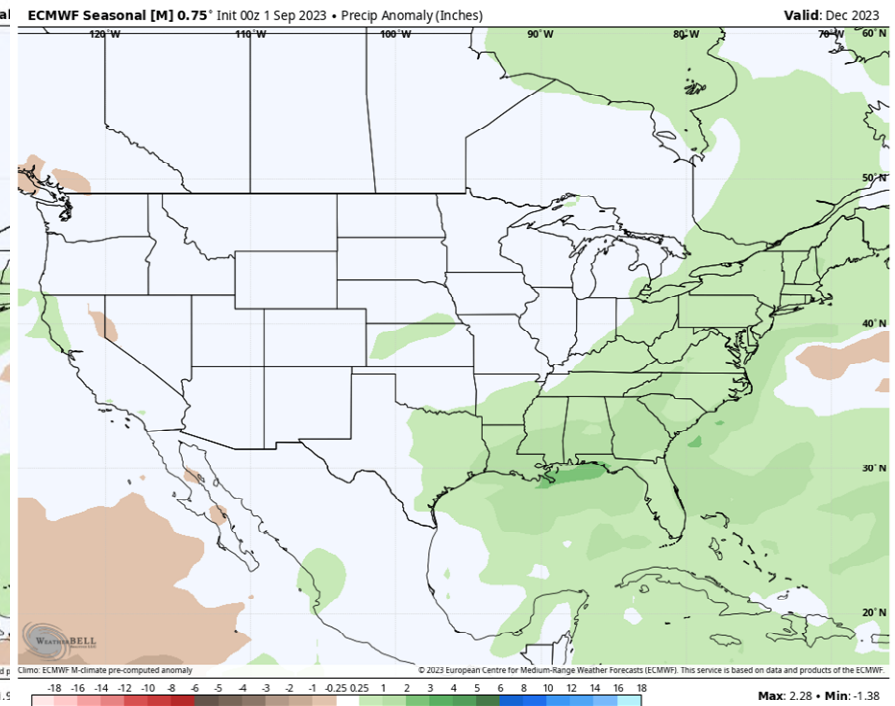 ECMWF Seasonal [M] 0.75° Init 00z 1 Sep 2023 • Precip Anomaly (Inches) Valid: Dec 2023
120°W 110°W 100°W 90°W 80°W 70°W 60°N
50°N
40°N
30°N
20°N
WEATHERBELL
Climo: ECMWF M-climate pre-computed anomaly © 2023 European Centre for Medium-Range Weather Forecasts (ECMWF). This service is based on data and products of the ECMWF.
-18 -16 -14 -12 -10 -8 -6 -5 -4 -3 -2 -1 -0.25 0.25 1 2 3 4 5 6 8 10 12 14 16 18 Max: 2.28 • Min: -1.38